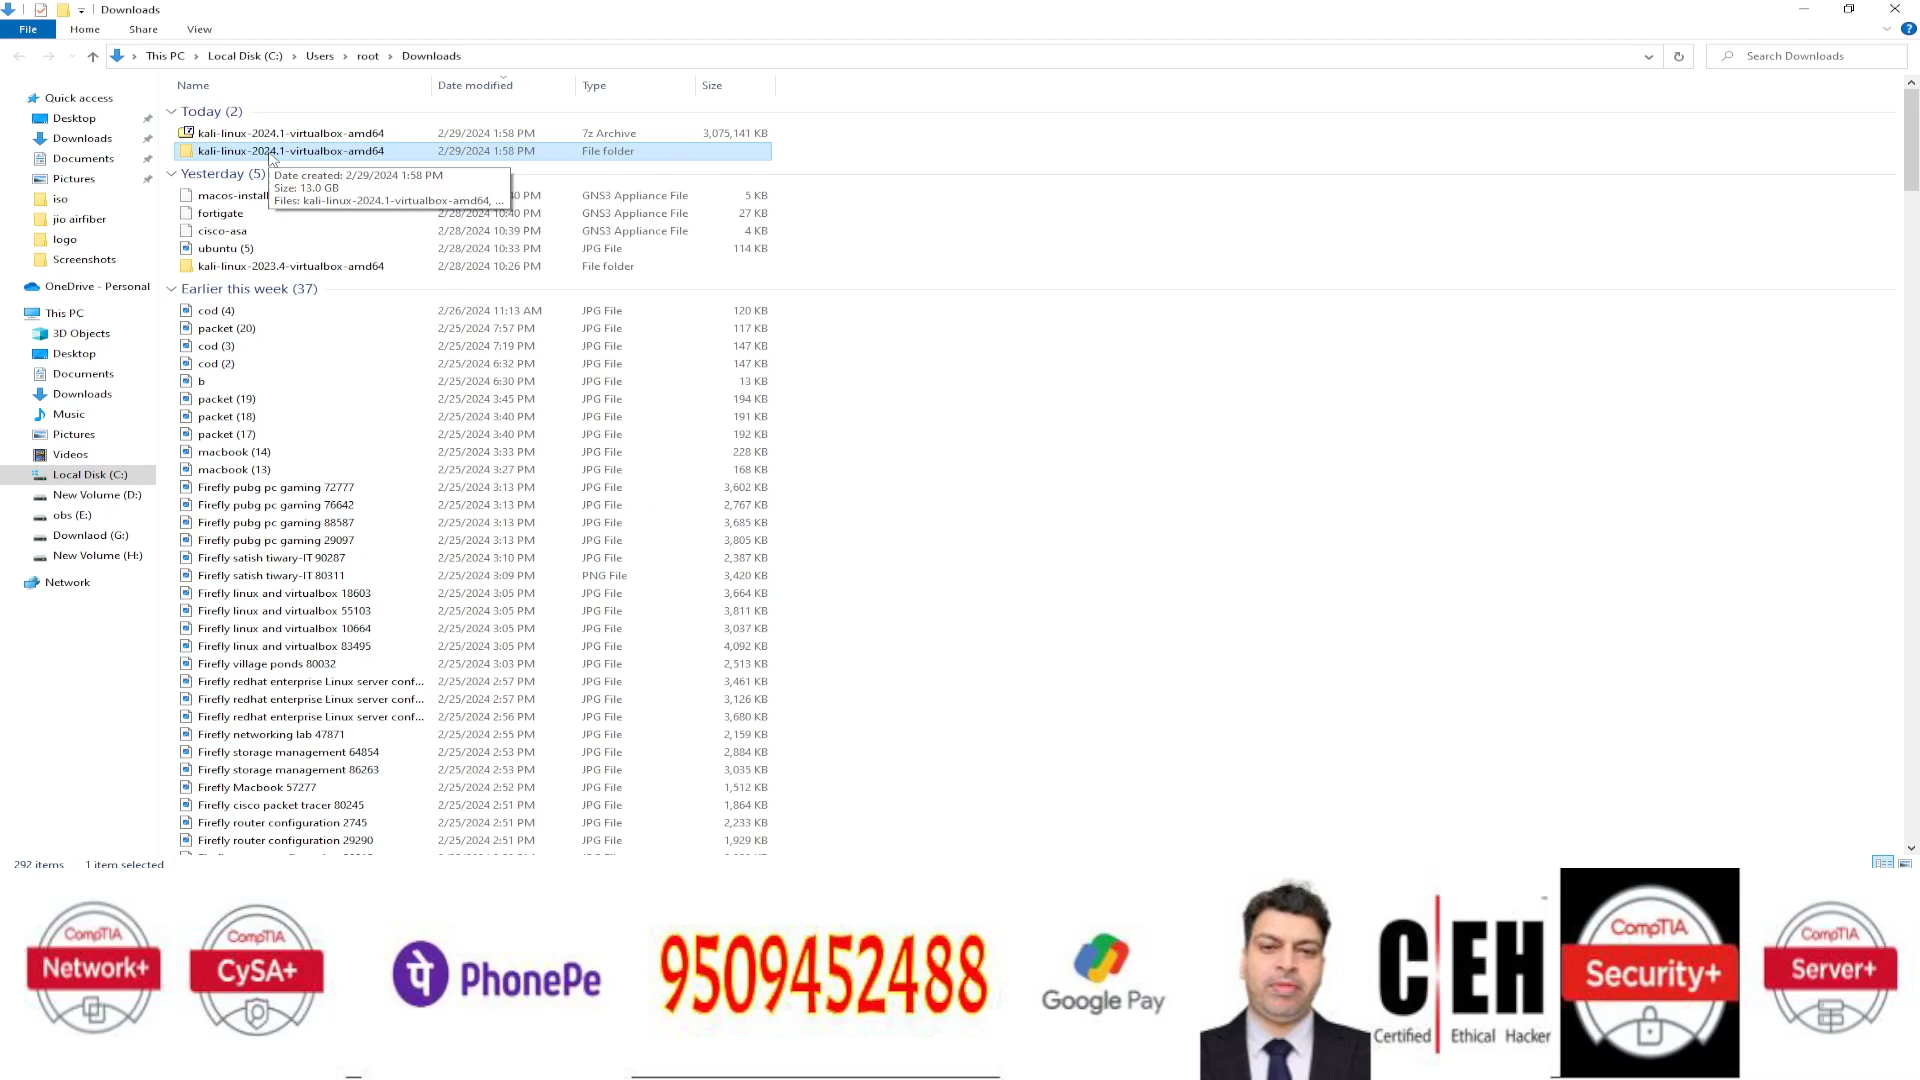 Downloads
File Home Share View
This PC Local Disk (C:) Users root Downloads Search Downloads
Name Date modified Type Size
Quick access
Desktop
Downloads
Documents
Pictures
iso
jio airfiber
logo
Screenshots
OneDrive - Personal
This PC
3D Objects
Desktop
Documents
Downloads
Music
Pictures
Videos
Local Disk (C:)
New Volume (D:)
obs (E:)
Downlaod (G:)
New Volume (H:)
Network
Today (2)
kali-linux-2024.1-virtualbox-amd64 2/29/2024 1:58 PM 7z Archive 3,075,141 KB
kali-linux-2024.1-virtualbox-amd64 2/29/2024 1:58 PM File folder
Date created: 2/29/2024 1:58 PM
Size: 13.0 GB
Files: kali-linux-2024.1-virtualbox-amd64, ...
Yesterday (5)
macos-instal 40 PM GNS3 Appliance File 5 KB
fortigate 2/28/2024 10:40 PM GNS3 Appliance File 27 KB
cisco-asa 2/28/2024 10:39 PM GNS3 Appliance File 4 KB
ubuntu (5) 2/28/2024 10:33 PM JPG File 114 KB
kali-linux-2023.4-virtualbox-amd64 2/28/2024 10:26 PM File folder
Earlier this week (37)
cod (4) 2/26/2024 11:13 AM JPG File 120 KB
packet (20) 2/25/2024 7:57 PM JPG File 117 KB
cod (3) 2/25/2024 7:19 PM JPG File 147 KB
cod (2) 2/25/2024 6:32 PM JPG File 147 KB
b 2/25/2024 6:30 PM JPG File 13 KB
packet (19) 2/25/2024 3:45 PM JPG File 194 KB
packet (18) 2/25/2024 3:40 PM JPG File 191 KB
packet (17) 2/25/2024 3:40 PM JPG File 192 KB
macbook (14) 2/25/2024 3:33 PM JPG File 228 KB
macbook (13) 2/25/2024 3:27 PM JPG File 168 KB
Firefly pubg pc gaming 72777 2/25/2024 3:13 PM JPG File 3,602 KB
Firefly pubg pc gaming 76642 2/25/2024 3:13 PM JPG File 2,767 KB
Firefly pubg pc gaming 88587 2/25/2024 3:13 PM JPG File 3,685 KB
Firefly pubg pc gaming 29097 2/25/2024 3:13 PM JPG File 3,805 KB
Firefly satish tiwary-IT 90287 2/25/2024 3:10 PM JPG File 2,387 KB
Firefly satish tiwary-IT 80311 2/25/2024 3:09 PM PNG File 3,420 KB
Firefly linux and virtualbox 18603 2/25/2024 3:05 PM JPG File 3,664 KB
Firefly linux and virtualbox 55103 2/25/2024 3:05 PM JPG File 3,811 KB
Firefly linux and virtualbox 10664 2/25/2024 3:05 PM JPG File 3,037 KB
Firefly linux and virtualbox 83495 2/25/2024 3:05 PM JPG File 4,092 KB
Firefly village ponds 80032 2/25/2024 3:03 PM JPG File 2,513 KB
Firefly redhat enterprise Linux server conf... 2/25/2024 2:57 PM JPG File 3,461 KB
Firefly redhat enterprise Linux server conf... 2/25/2024 2:57 PM JPG File 3,126 KB
Firefly redhat enterprise Linux server conf... 2/25/2024 2:56 PM JPG File 3,680 KB
Firefly networking lab 47871 2/25/2024 2:55 PM JPG File 2,159 KB
Firefly storage management 64854 2/25/2024 2:53 PM JPG File 2,884 KB
Firefly storage management 86263 2/25/2024 2:53 PM JPG File 3,035 KB
Firefly Macbook 57277 2/25/2024 2:52 PM JPG File 1,512 KB
Firefly cisco packet tracer 80245 2/25/2024 2:51 PM JPG File 1,864 KB
Firefly router configuration 2745 2/25/2024 2:51 PM JPG File 2,233 KB
Firefly router configuration 29290 2/25/2024 2:51 PM JPG File 1,929 KB
292 items 1 item selected
CompTIA Network+
CompTIA CySA+
पे PhonePe
9509452488
Google Pay
C EH
Certified Ethical Hacker
CompTIA Security+
CompTIA Server+